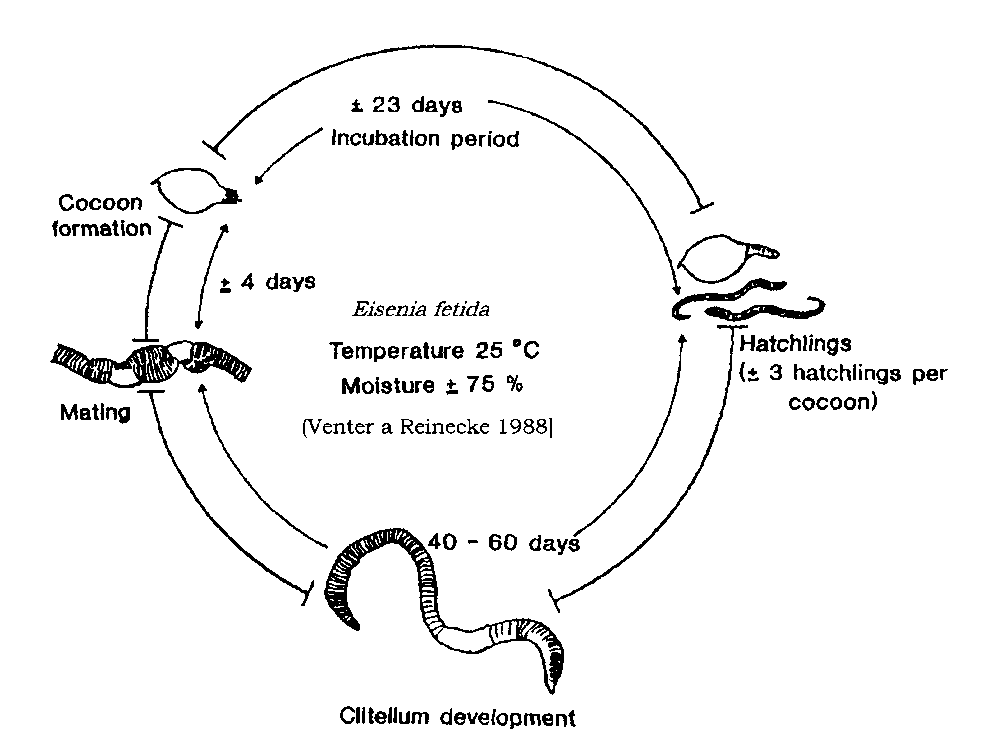 ± 23 days
Incubation period
Cocoon
formation
± 4 days
Eisenia fetida
Temperature 25 °C
Moisture ± 75 %
(Venter a Reinecke 1988]
Hatchlings
(± 3 hatchlings per
cocoon)
Mating
40 - 60 days
Clitellum development